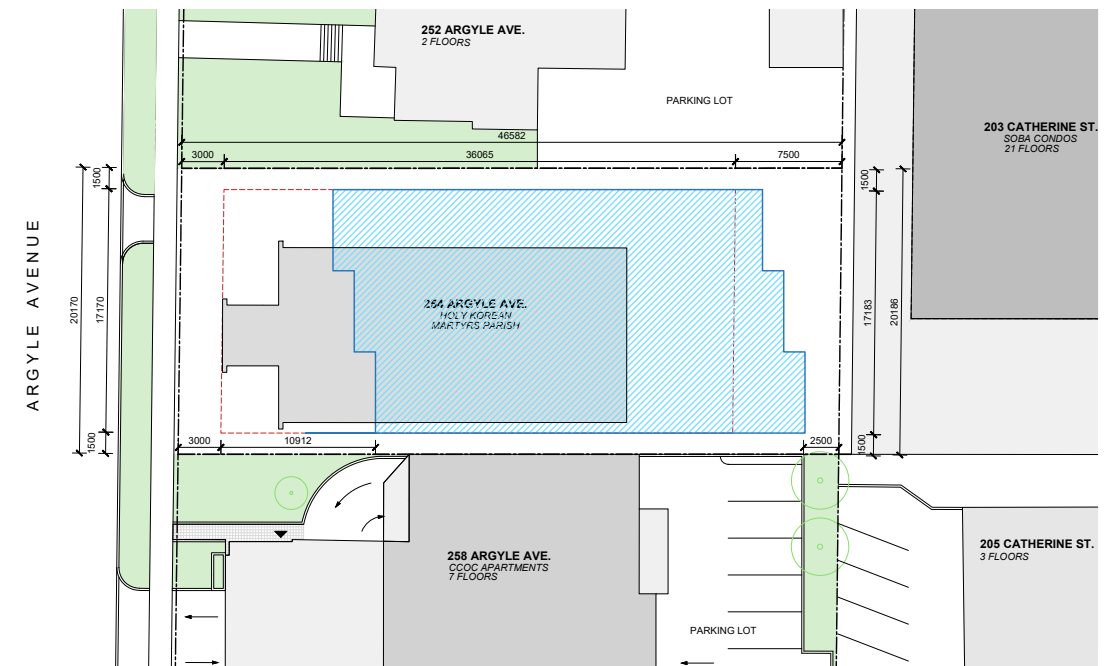 252 ARGYLE AVE.
2 FLOORS
PARKING LOT
203 CATHERINE ST.
SOBA CONDOS
21 FLOORS
46582
3000
36065
7500
1500
1500
ARGYLE AVENUE
20170
17170
264 ARGYLE AVE.
HOLY KOREAN
MARTYRS PARISH
17183
20186
1500
3000
10912
2500
1500
258 ARGYLE AVE.
CCOC APARTMENTS
7 FLOORS
205 CATHERINE ST.
3 FLOORS
PARKING LOT